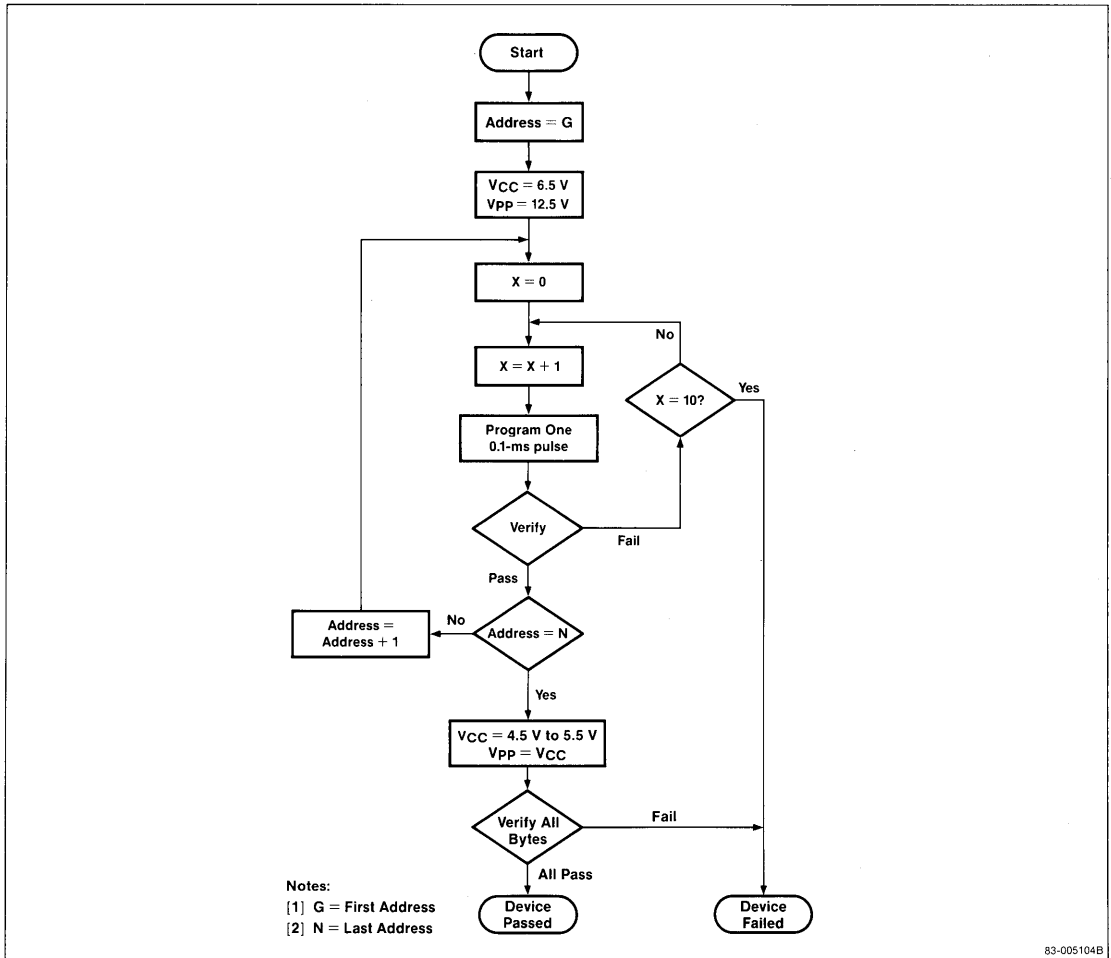 Start
Address = G
VCC = 6.5 V
VPP = 12.5 V
X = 0
No
X = X + 1
X = 10?
Yes
Program One
0.1-ms pulse
Verify
Fail
Pass
Address =
Address + 1
No
Address = N
Yes
VCC = 4.5 V to 5.5 V
VPP = VCC
Verify All
Bytes
Fail
All Pass
Notes:
[1] G = First Address
[2] N = Last Address
Device
Passed
Device
Failed
83-005104B